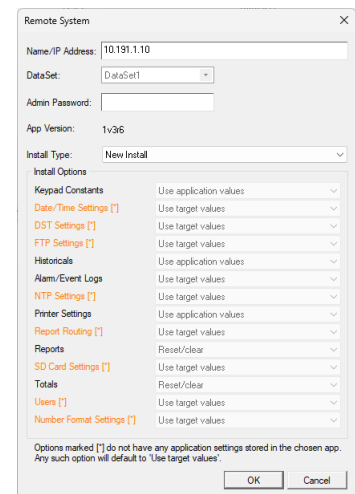 Remote System
Name/IP Address: 10.191.1.10
DataSet: DataSet1
Admin Password:
App Version: 1v3r6
Install Type: New Install
Install Options
Keypad Constants Use application values
Date/Time Settings [*] Use target values
DST Settings [*] Use target values
FTP Settings [*] Use target values
Historicals Use application values
Alarm/Event Logs Use target values
NTP Settings [*] Use target values
Printer Settings Use application values
Report Routing [*] Use target values
Reports Reset/clear
SD Card Settings [*] Use target values
Totals Reset/clear
Users [*] Use target values
Number Format Settings [*] Use target values
Options marked [*] do not have any application settings stored in the chosen app.
Any such option will default to 'Use target values'.
OK Cancel